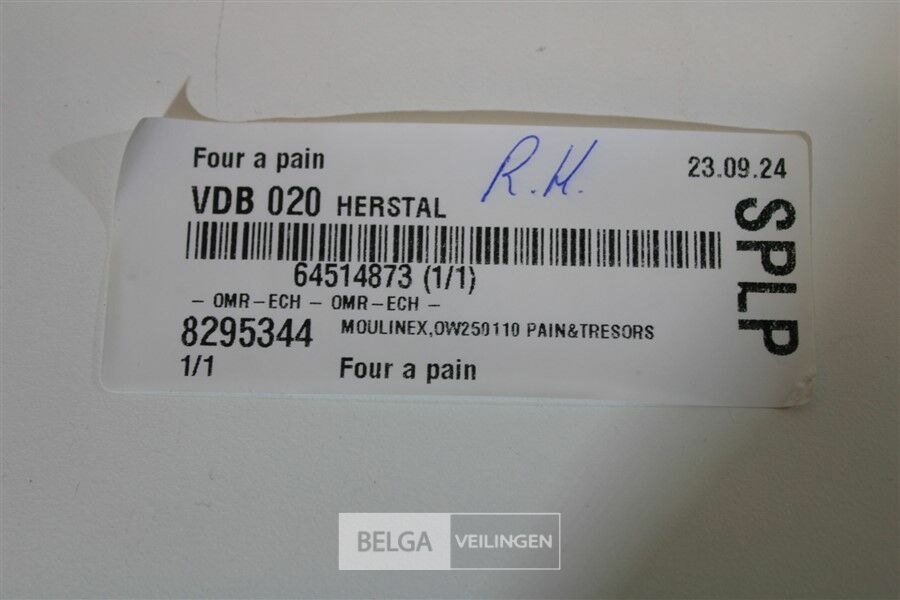 Four a pain
R.H.
23.09.24
VDB 020 HERSTAL
SPLP
64514873 (1/1)
- OMR-ECH - OMR-ECH -
8295344 MOULINEX,OW250110 PAIN&TRESORS
1/1 Four a pain
BELGA VEILINGEN